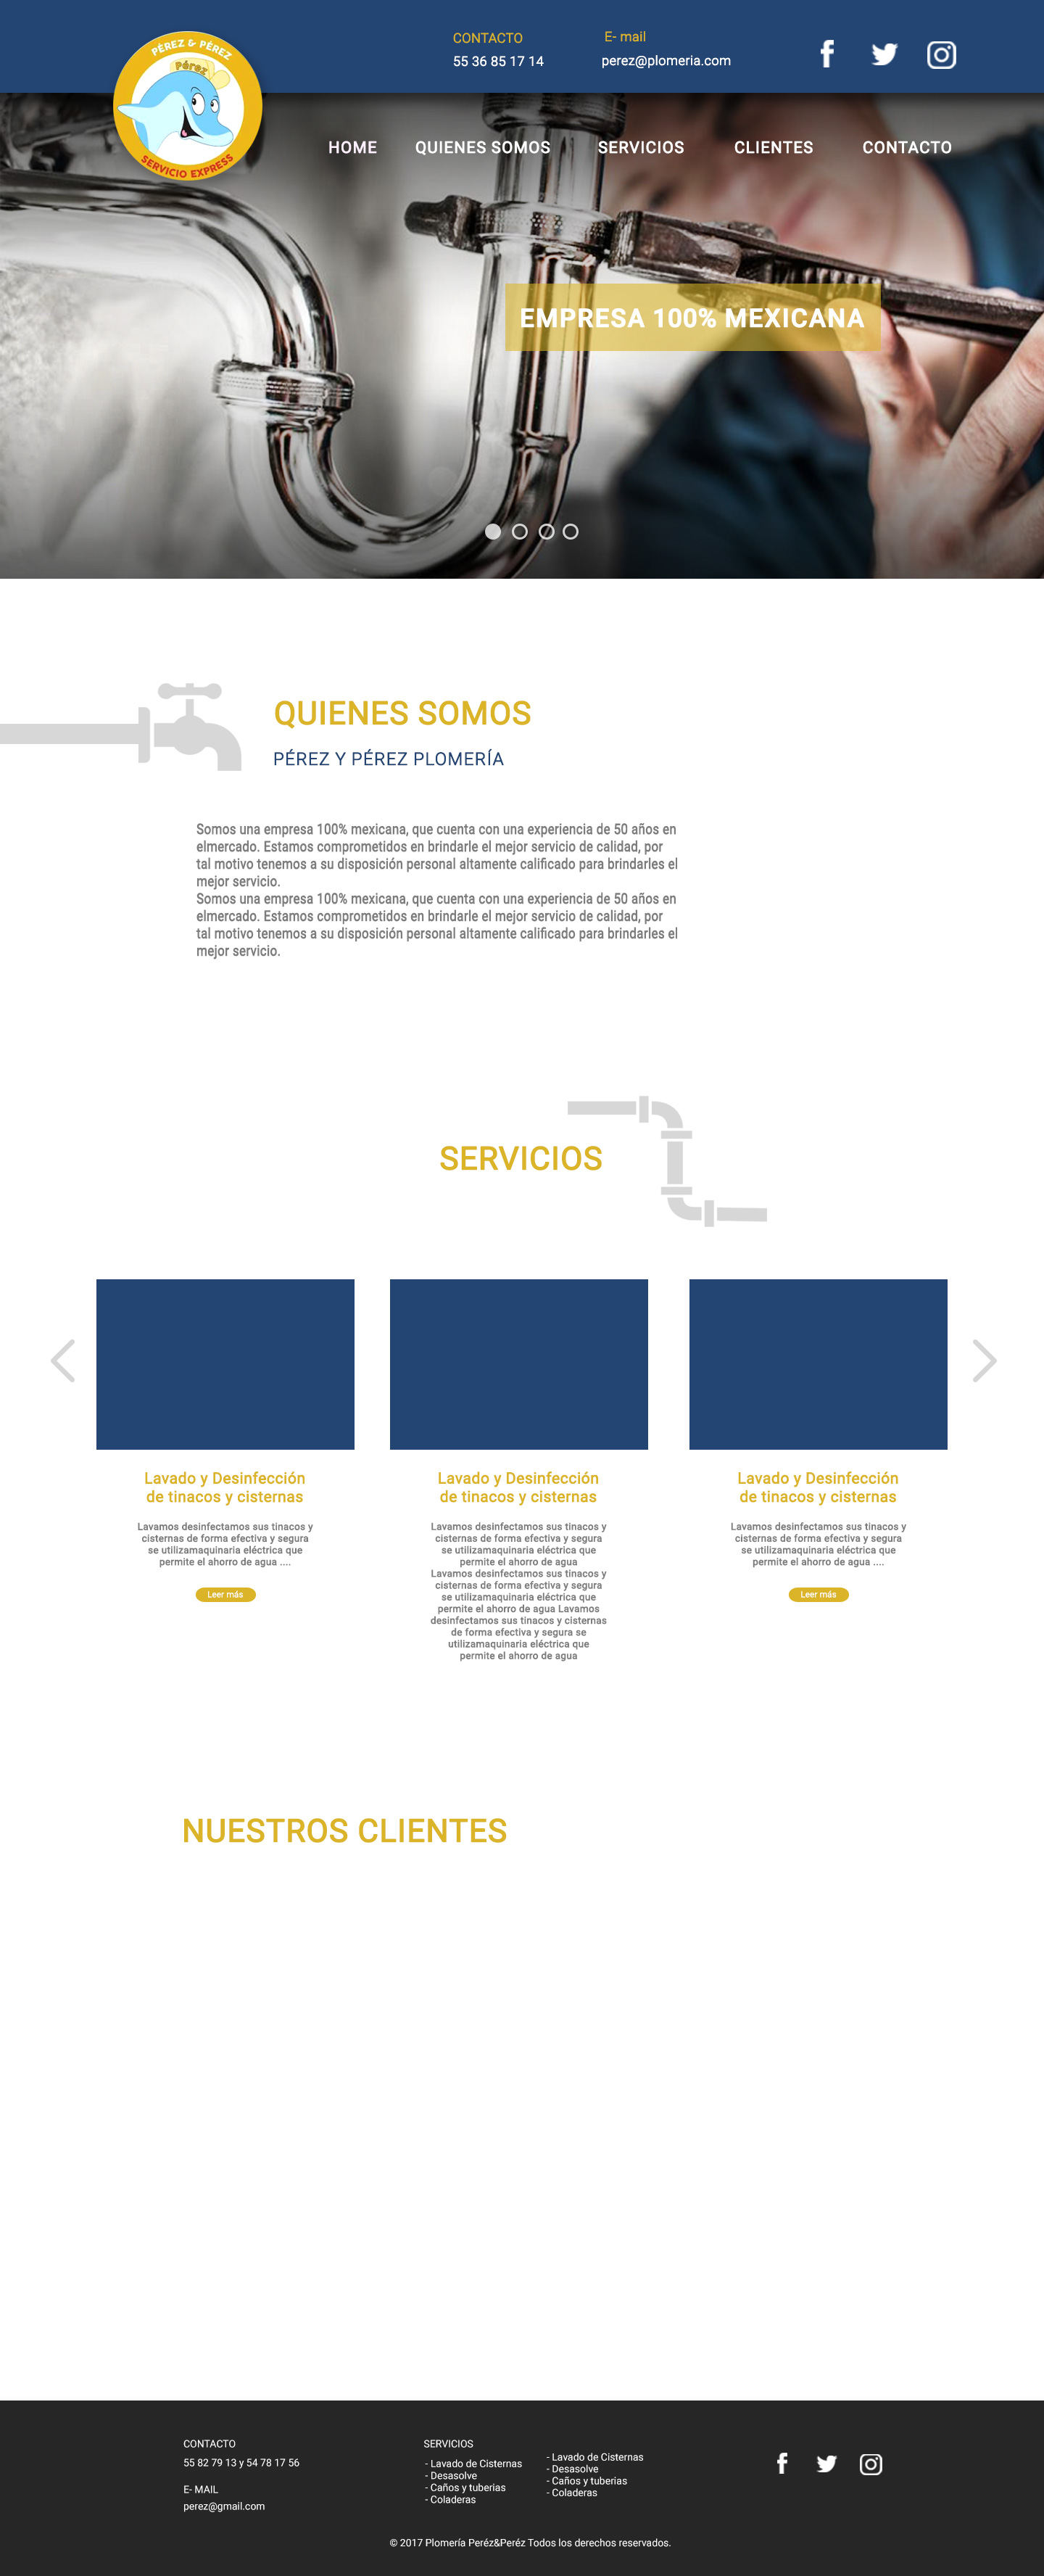 CONTACTO
55 36 85 17 14
E- mail
perez@plomeria.com
PÉREZ & PÉREZ
Pérez
SERVICIO EXPRESS
HOME QUIENES SOMOS SERVICIOS CLIENTES CONTACTO
EMPRESA 100% MEXICANA
QUIENES SOMOS
PÉREZ Y PÉREZ PLOMERÍA
Somos una empresa 100% mexicana, que cuenta con una experiencia de 50 años en
elmercado. Estamos comprometidos en brindarle el mejor servicio de calidad, por
tal motivo tenemos a su disposición personal altamente calificado para brindarles el
mejor servicio.
Somos una empresa 100% mexicana, que cuenta con una experiencia de 50 años en
elmercado. Estamos comprometidos en brindarle el mejor servicio de calidad, por
tal motivo tenemos a su disposición personal altamente calificado para brindarles el
mejor servicio.
SERVICIOS
Lavado y Desinfección
de tinacos y cisternas
Lavamos desinfectamos sus tinacos y
cisternas de forma efectiva y segura
se utilizamaquinaria eléctrica que
permite el ahorro de agua ....
Leer más
Lavado y Desinfección
de tinacos y cisternas
Lavamos desinfectamos sus tinacos y
cisternas de forma efectiva y segura
se utilizamaquinaria eléctrica que
permite el ahorro de agua
Lavamos desinfectamos sus tinacos y
cisternas de forma efectiva y segura
se utilizamaquinaria eléctrica que
permite el ahorro de agua Lavamos
desinfectamos sus tinacos y cisternas
de forma efectiva y segura se
utilizamaquinaria eléctrica que
permite el ahorro de agua
Lavado y Desinfección
de tinacos y cisternas
Lavamos desinfectamos sus tinacos y
cisternas de forma efectiva y segura
se utilizamaquinaria eléctrica que
permite el ahorro de agua ....
Leer más
NUESTROS CLIENTES
CONTACTO
55 82 79 13 y 54 78 17 56
E- MAIL
perez@gmail.com
SERVICIOS
- Lavado de Cisternas
- Desasolve
- Caños y tuberias
- Coladeras
- Lavado de Cisternas
- Desasolve
- Caños y tuberias
- Coladeras
© 2017 Plomería Peréz&Peréz Todos los derechos reservados.